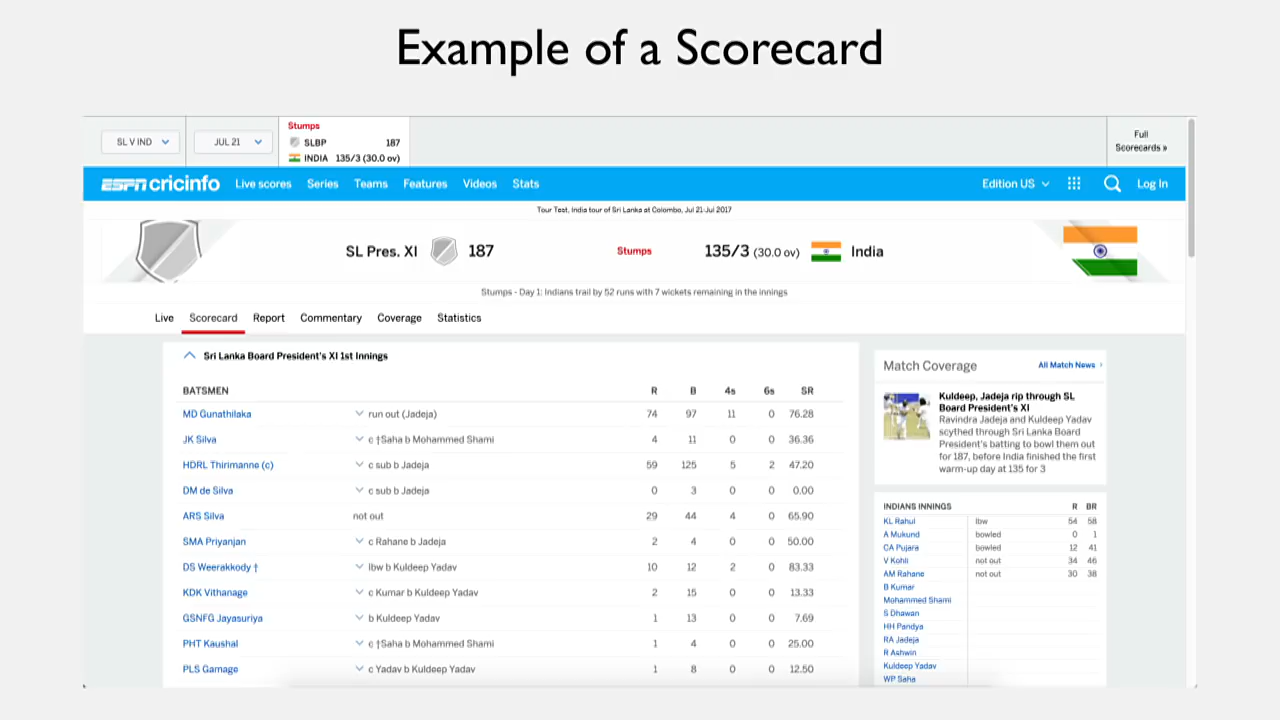 Example of a Scorecard
SL V IND
JUL 21
Stumps
SLBP 187
INDIA 135/3 (30.0 ov)
Full
Scorecards »
ESPN cricinfo Live scores Series Teams Features Videos Stats Edition US Log In
Tour Test, India tour of Sri Lanka at Colombo, Jul 21-Jul 2017
SL Pres. XI 187 Stumps 135/3 (30.0 ov) India
Stumps - Day 1: Indians trail by 52 runs with 7 wickets remaining in the innings
Live Scorecard Report Commentary Coverage Statistics
Sri Lanka Board President's XI 1st Innings
BATSMEN R B 4s 6s SR
MD Gunathilaka run out (Jadeja) 74 97 11 0 76.28
JK Silva c †Saha b Mohammed Shami 4 11 0 0 36.36
HDRL Thirimanne (c) c sub b Jadeja 59 125 5 2 47.20
DM de Silva c sub b Jadeja 0 3 0 0 0.00
ARS Silva not out 29 44 4 0 65.90
SMA Priyanjan c Rahane b Jadeja 2 4 0 0 50.00
DS Weerakkody † lbw b Kuldeep Yadav 10 12 2 0 83.33
KDK Vithanage c Kumar b Kuldeep Yadav 2 15 0 0 13.33
GSNFG Jayasuriya b Kuldeep Yadav 1 13 0 0 7.69
PHT Kaushal c †Saha b Mohammed Shami 1 4 0 0 25.00
PLS Gamage c Yadav b Kuldeep Yadav 1 8 0 0 12.50
Match Coverage All Match News ›
Kuldeep, Jadeja rip through SL
Board President's XI
Ravindra Jadeja and Kuldeep Yadav
scythed through Sri Lanka Board
President's batting to bowl them out
for 187, before India finished the first
warm-up day at 135 for 3
INDIANS INNINGS R BR
KL Rahul lbw 54 58
A Mukund bowled 0 1
CA Pujara bowled 12 41
V Kohli not out 34 46
AM Rahane not out 30 38
B Kumar
Mohammed Shami
S Dhawan
HH Pandya
RA Jadeja
R Ashwin
Kuldeep Yadav
WP Saha